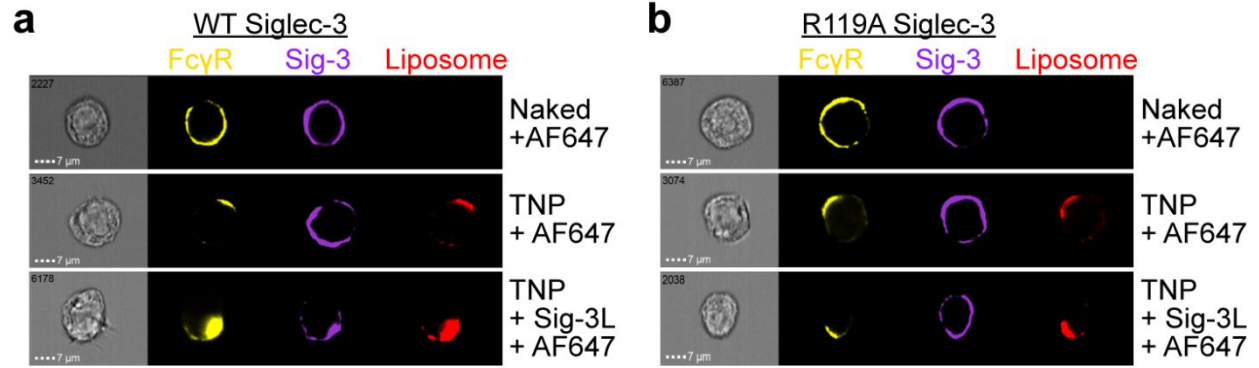 a
WT Siglec-3
FcγR Sig-3 Liposome
2227
7 μm
Naked
+AF647
3452
7 μm
TNP
+ AF647
6178
7 μm
TNP
+ Sig-3L
+ AF647
b
R119A Siglec-3
FcγR Sig-3 Liposome
6387
7 μm
Naked
+AF647
3074
7 μm
TNP
+ AF647
2038
7 μm
TNP
+ Sig-3L
+ AF647